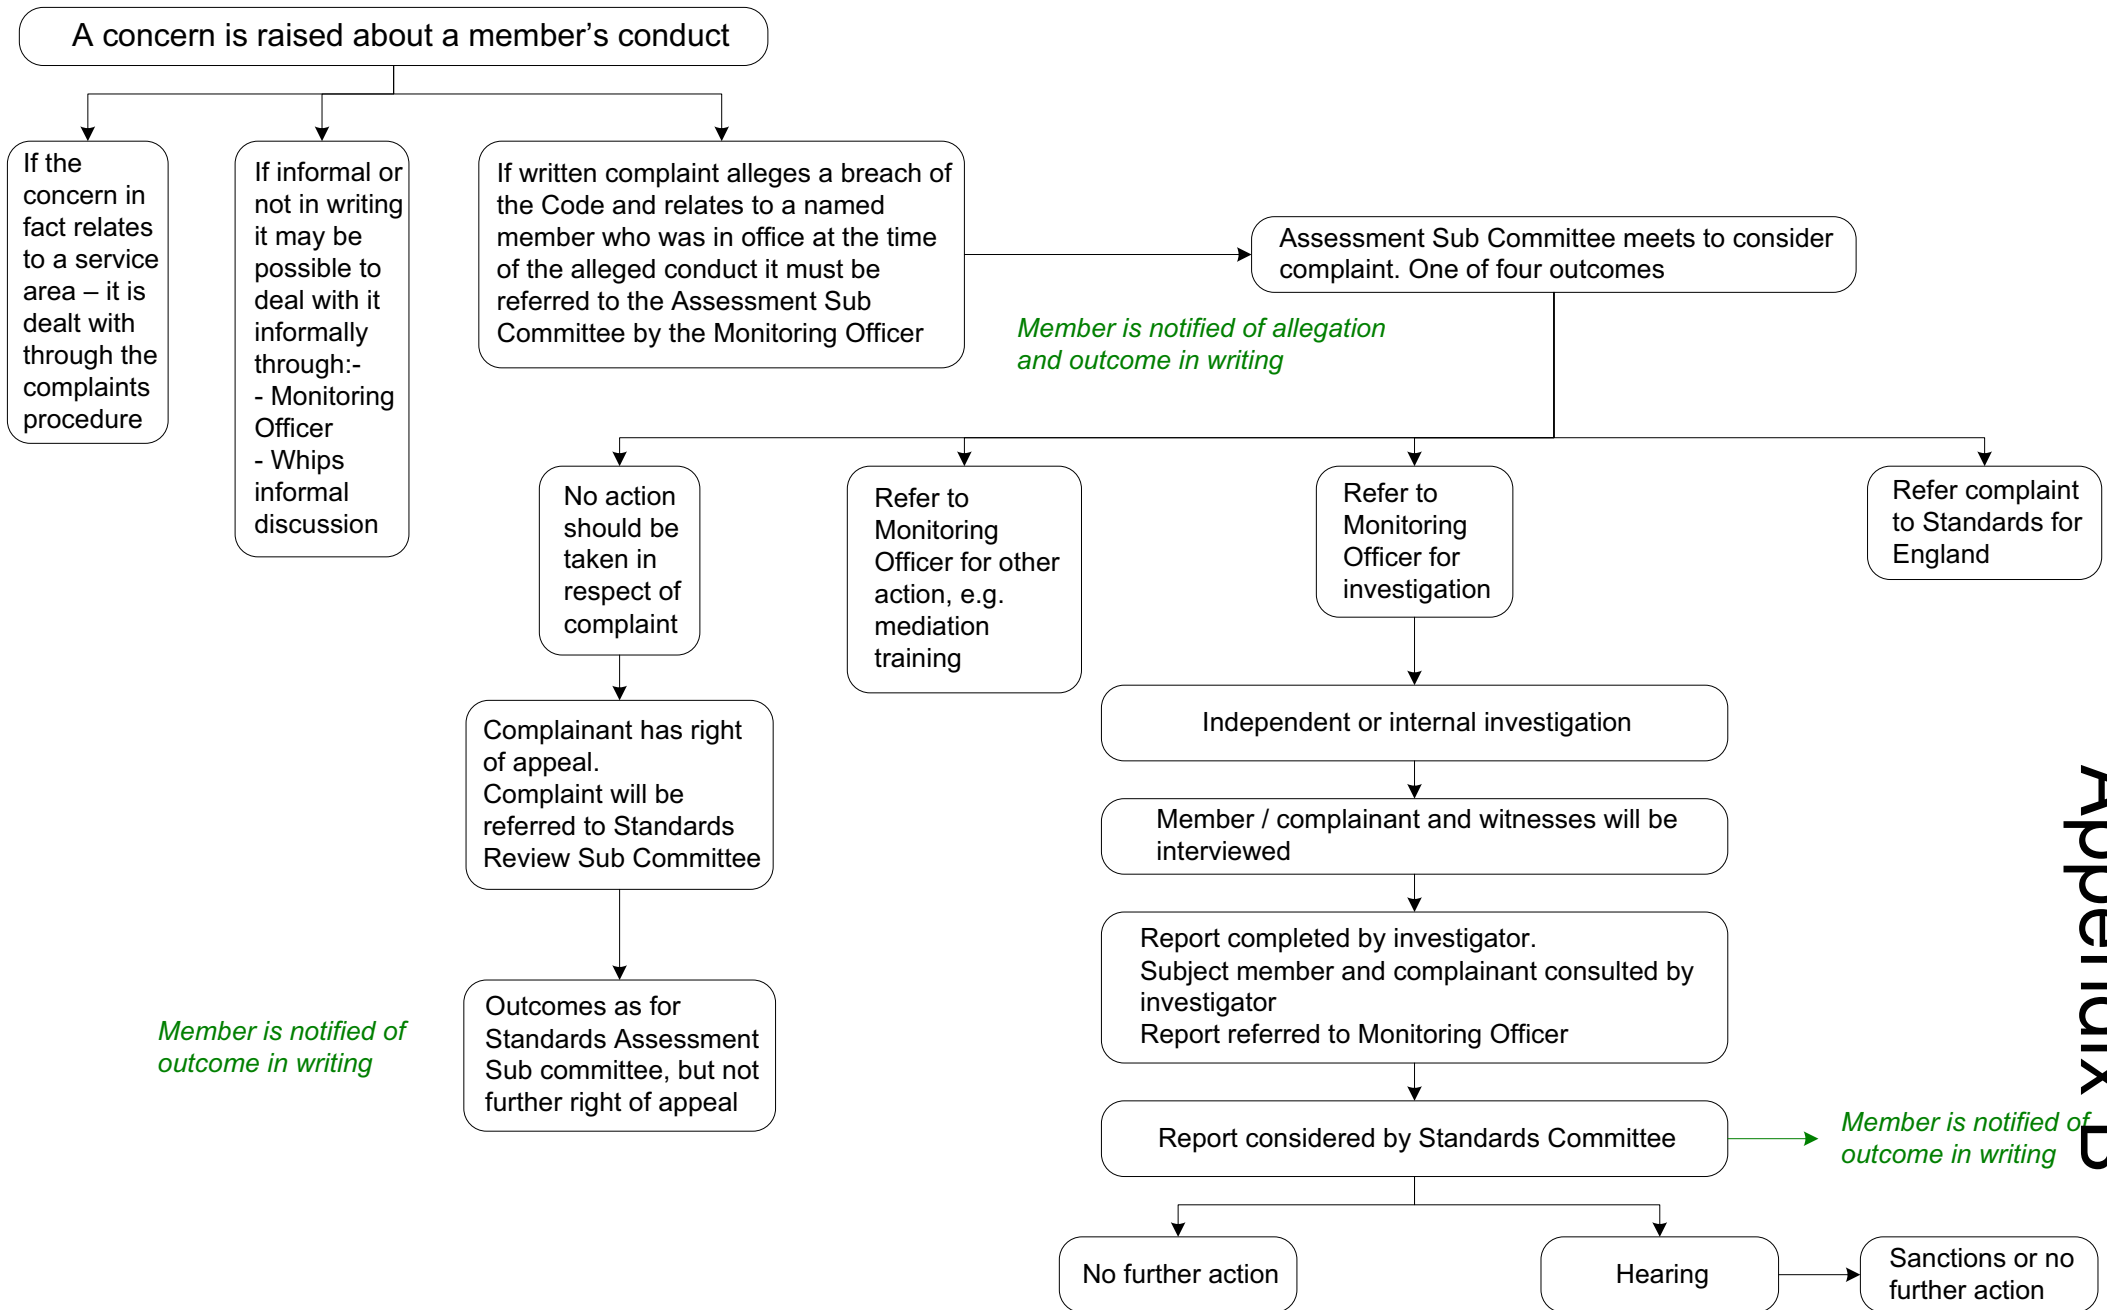 A concern is raised about a member’s conduct
If the
concern in
fact relates
to a service
area – it is
dealt with
through the
complaints
procedure
If informal or
not in writing
it may be
possible to
deal with it
informally
through:-
- Monitoring
Officer
- Whips
informal
discussion
If written complaint alleges a breach of
the Code and relates to a named
member who was in office at the time
of the alleged conduct it must be
referred to the Assessment Sub
Committee by the Monitoring Officer
Assessment Sub Committee meets to consider
complaint. One of four outcomes
Member is notified of allegation
and outcome in writing
No action
should be
taken in
respect of
complaint
Refer to
Monitoring
Officer for other
action, e.g.
mediation
training
Refer to
Monitoring
Officer for
investigation
Refer complaint
to Standards for
England
Complainant has right
of appeal.
Complaint will be
referred to Standards
Review Sub Committee
Outcomes as for
Standards Assessment
Sub committee, but not
further right of appeal
Member is notified of
outcome in writing
Independent or internal investigation
Member / complainant and witnesses will be
interviewed
Report completed by investigator.
Subject member and complainant consulted by
investigator
Report referred to Monitoring Officer
Report considered by Standards Committee
Member is notified of
outcome in writing
No further action
Hearing
Sanctions or no
further action
Appendix